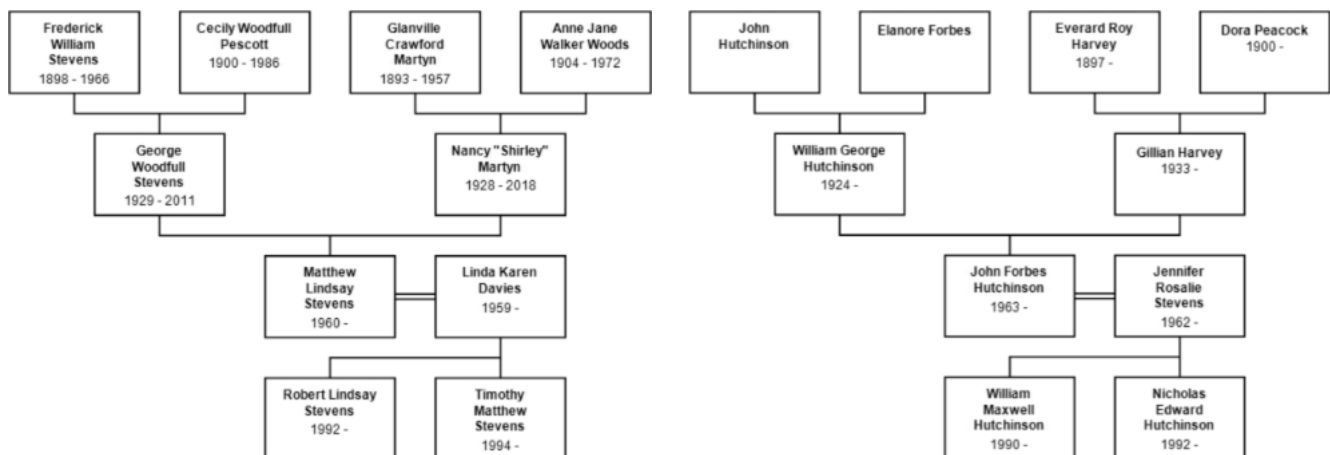 Frederick
William
Stevens
1898 - 1966
Cecily Woodfull
Pescott
1900 - 1986
Glanville
Crawford
Martyn
1893 - 1957
Anne Jane
Walker Woods
1904 - 1972
John
Hutchinson
Elanore Forbes
Everard Roy
Harvey
1897 -
Dora Peacock
1900 -
George
Woodfull
Stevens
1929 - 2011
Nancy "Shirley"
Martyn
1928 - 2018
William George
Hutchinson
1924 -
Gillian Harvey
1933 -
Matthew
Lindsay
Stevens
1960 -
Linda Karen
Davies
1959 -
John Forbes
Hutchinson
1963 -
Jennifer
Rosalie
Stevens
1962 -
Robert Lindsay
Stevens
1992 -
Timothy
Matthew
Stevens
1994 -
William
Maxwell
Hutchinson
1990 -
Nicholas
Edward
Hutchinson
1992 -